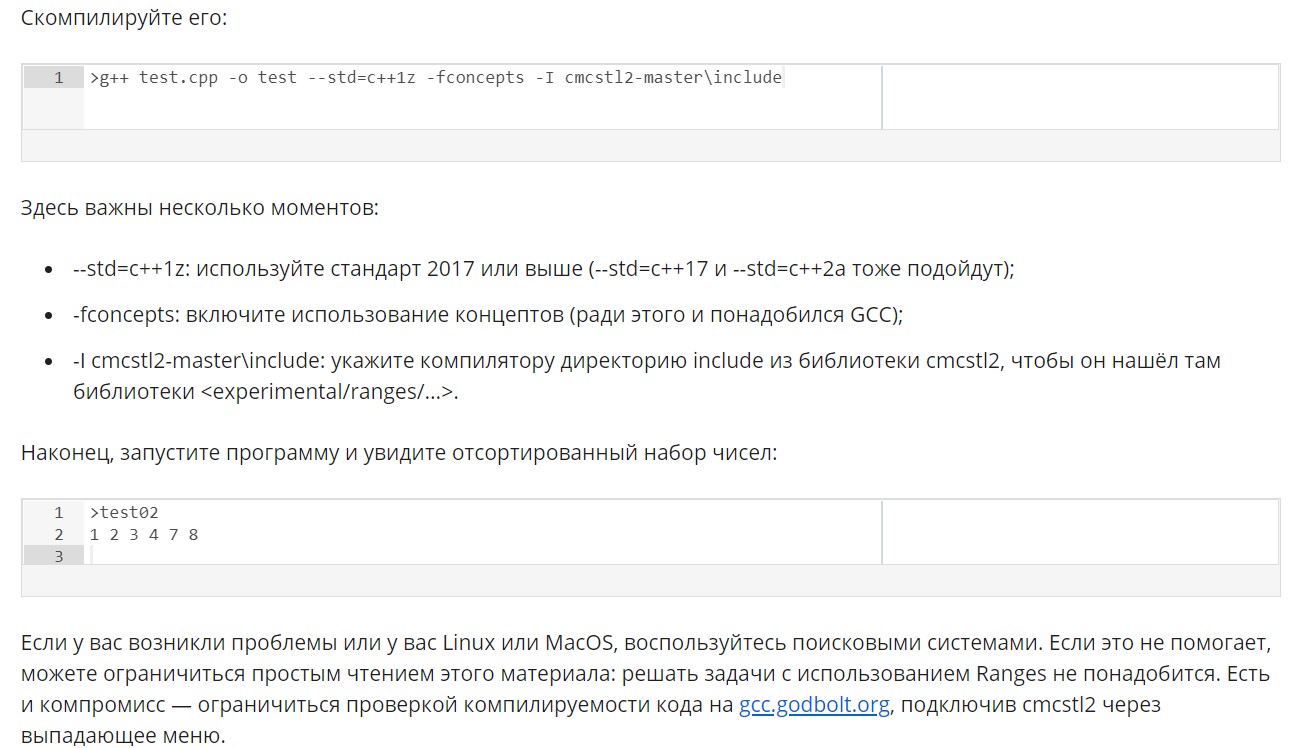 Скомпилируйте его:
1 >g++ test.cpp -o test --std=c++1z -fconcepts -I cmcstl2-master\include
Здесь важны несколько моментов:
• --std=c++1z: используйте стандарт 2017 или выше (--std=c++17 и --std=c++2a тоже подойдут);
• -fconcepts: включите использование концептов (ради этого и понадобился GCC);
• -I cmcstl2-master\include: укажите компилятору директорию include из библиотеки cmcstl2, чтобы он нашёл там
библиотеки <experimental/ranges/...>.
Наконец, запустите программу и увидите отсортированный набор чисел:
1 >test02
2 1 2 3 4 7 8
3
Если у вас возникли проблемы или у вас Linux или MacOS, воспользуйтесь поисковыми системами. Если это не помогает,
можете ограничиться простым чтением этого материала: решать задачи с использованием Ranges не понадобится. Есть
и компромисс — ограничиться проверкой компилируемости кода на gcc.godbolt.org, подключив cmcstl2 через
выпадающее меню.